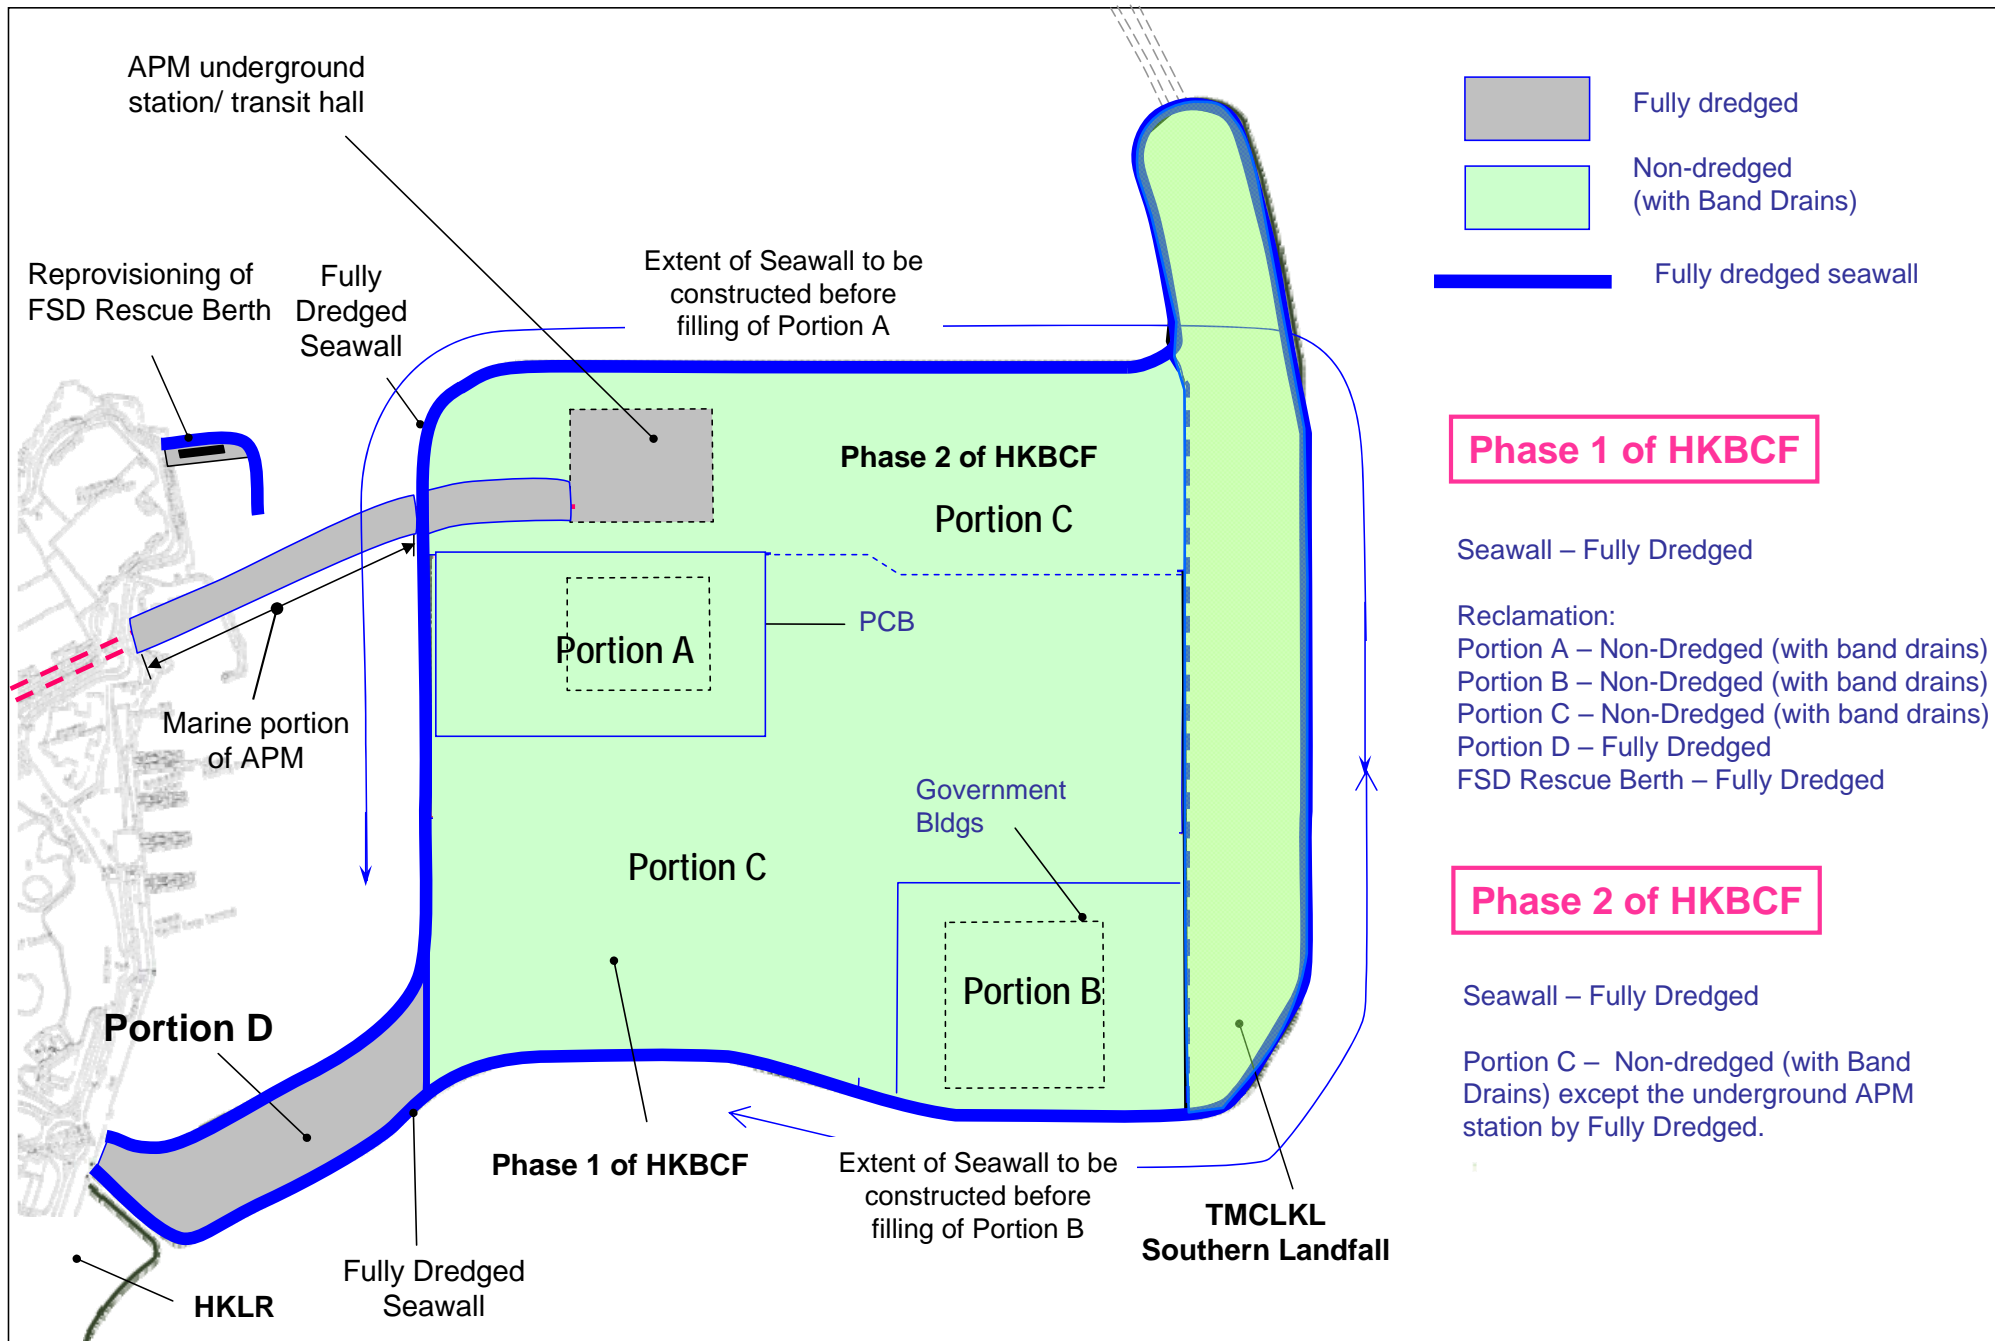 APM underground
station/ transit hall
Reprovisioning of
FSD Rescue Berth
Fully
Dredged
Seawall
Extent of Seawall to be
constructed before
filling of Portion A
Phase 2 of HKBCF
Portion C
PCB
Portion A
Marine portion
of APM
Government
Bldgs
Portion C
Portion B
Portion D
Phase 1 of HKBCF
Extent of Seawall to be
constructed before
filling of Portion B
TMCLKL
Southern Landfall
Fully Dredged
Seawall
HKLR
Fully dredged
Non-dredged
(with Band Drains)
Fully dredged seawall
Phase 1 of HKBCF
Seawall – Fully Dredged
Reclamation:
Portion A – Non-Dredged (with band drains)
Portion B – Non-Dredged (with band drains)
Portion C – Non-Dredged (with band drains)
Portion D – Fully Dredged
FSD Rescue Berth – Fully Dredged
Phase 2 of HKBCF
Seawall – Fully Dredged
Portion C –  Non-dredged (with Band
Drains) except the underground APM
station by Fully Dredged.